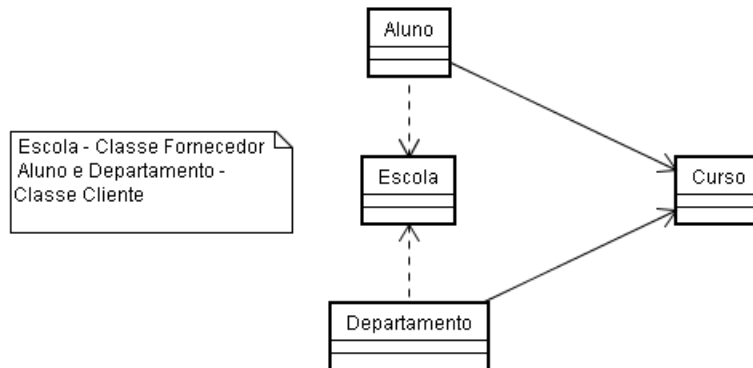 Aluno
Escola - Classe Fornecedor
Aluno e Departamento -
Classe Cliente
Escola
Curso
Departamento